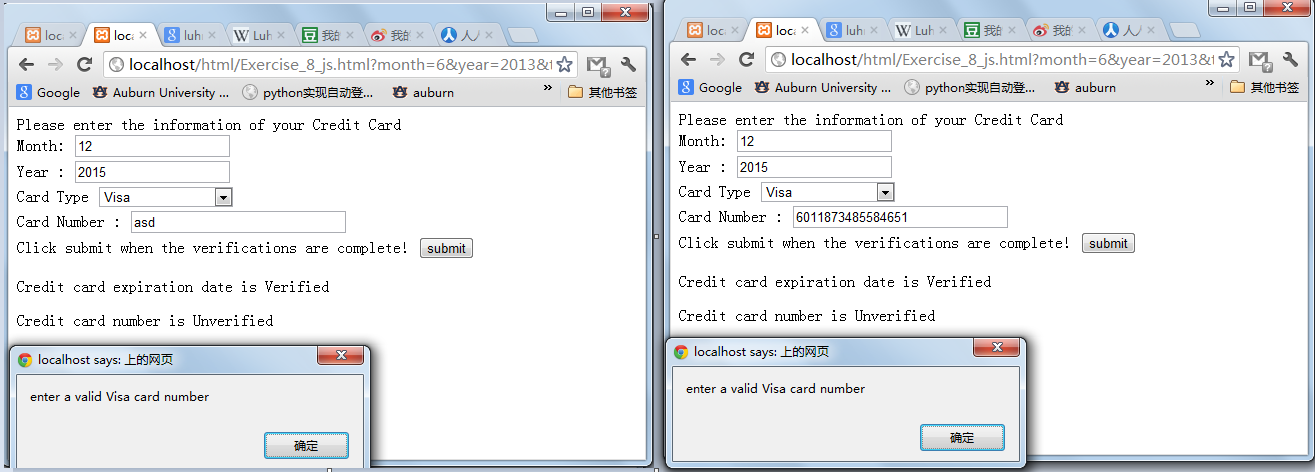 loca
loca
luhn
Luh
我的
我的
人人
localhost/html/Exercise_8_js.html?month=6&year=2013&t
Google
Auburn University ...
python实现自动登...
auburn
»
其他书签
Please enter the information of your Credit Card
Month: 12
Year : 2015
Card Type Visa
Card Number : asd
Click submit when the verifications are complete! submit
Credit card expiration date is Verified
Credit card number is Unverified
localhost says: 上的网页
enter a valid Visa card number
确定
loca
loca
luhn
Luh
我的
我的
人人
localhost/html/Exercise_8_js.html?month=6&year=2013&t
Google
Auburn University ...
python实现自动登...
auburn
»
其他书签
Please enter the information of your Credit Card
Month: 12
Year : 2015
Card Type Visa
Card Number : 6011873485584651
Click submit when the verifications are complete! submit
Credit card expiration date is Verified
Credit card number is Unverified
localhost says: 上的网页
enter a valid Visa card number
确定